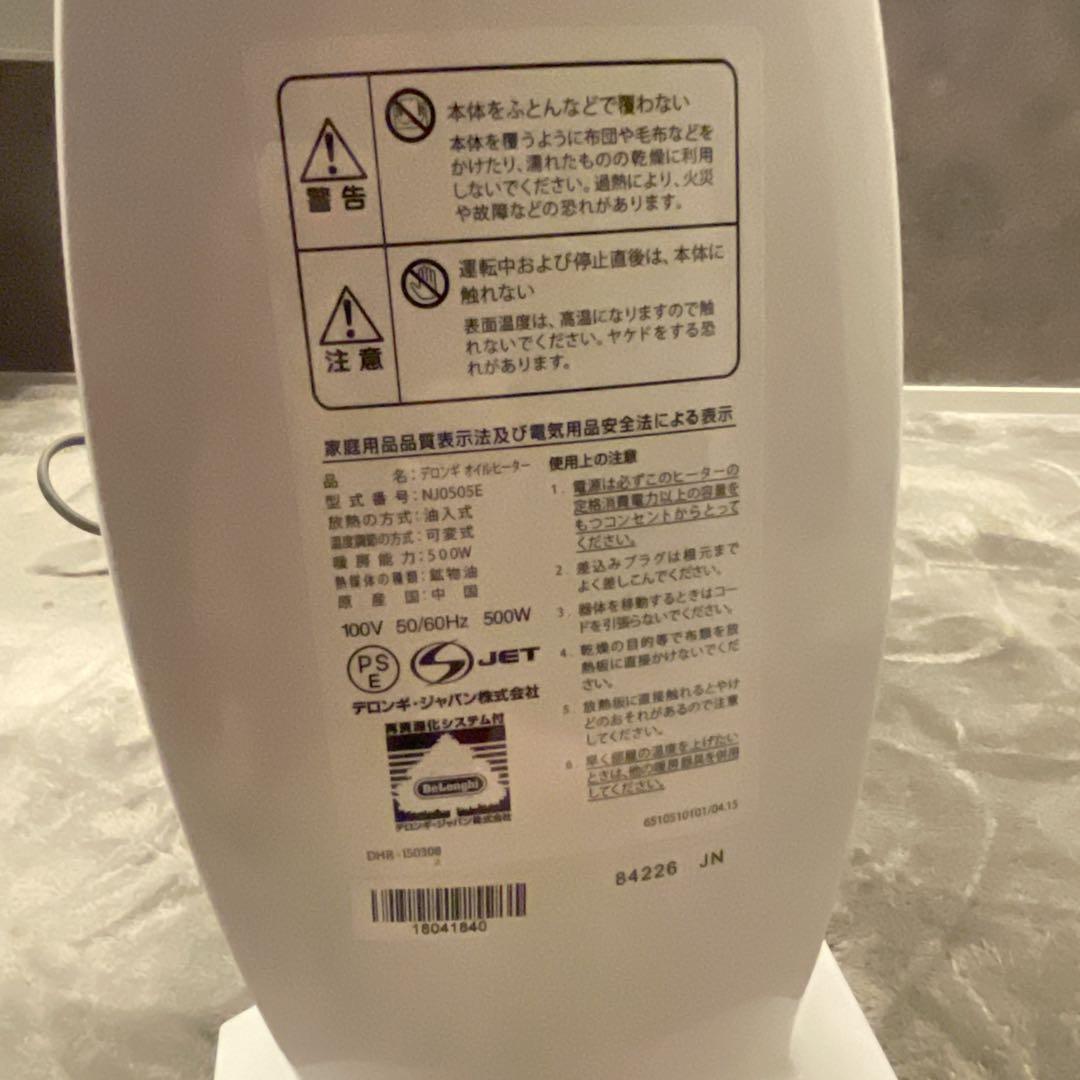 警告
本体をふとんなどで覆わない
本体を覆うように布団や毛布などを
かけたり、濡れたものの乾燥に利用
しないでください。過熱により、火災
や故障などの恐れがあります。
注意
運転中および停止直後は、本体に
触れない
表面温度は、高温になりますので触
れないでください。ヤケドをする恐
れがあります。
家庭用品品質表示法及び電気用品安全法による表示
品名:デロンギ オイルヒーター
型式番号:NJ0505E
放熱の方式:油入式
温度調節の方式:可変式
暖房能力:500W
熱媒体の種類:鉱物油
原産国:中国
100V 50/60Hz 500W
PS
E
JET
デロンギ・ジャパン株式会社
再資源化システム付
DeLonghi
デロンギ・ジャパン株式会社
DHR-150308
18041840
使用上の注意
1. 電源は必ずこのヒーターの
定格消費電力以上の容量を
もつコンセントからとって
ください。
2. 差込みプラグは根元まで
よく差しこんでください。
3. 器体を移動するときはコー
ドを引張らないでください。
4. 乾燥の目的等で布類を放
熱板に直接かけないでくだ
さい。
5. 放熱板に直接触れるとやけ
どのおそれがあるので注意
してください。
6. 早く部屋の温度を上げたい
ときは、他の暖房器具を併用
してください。
6510510101/04.15
84226 JN